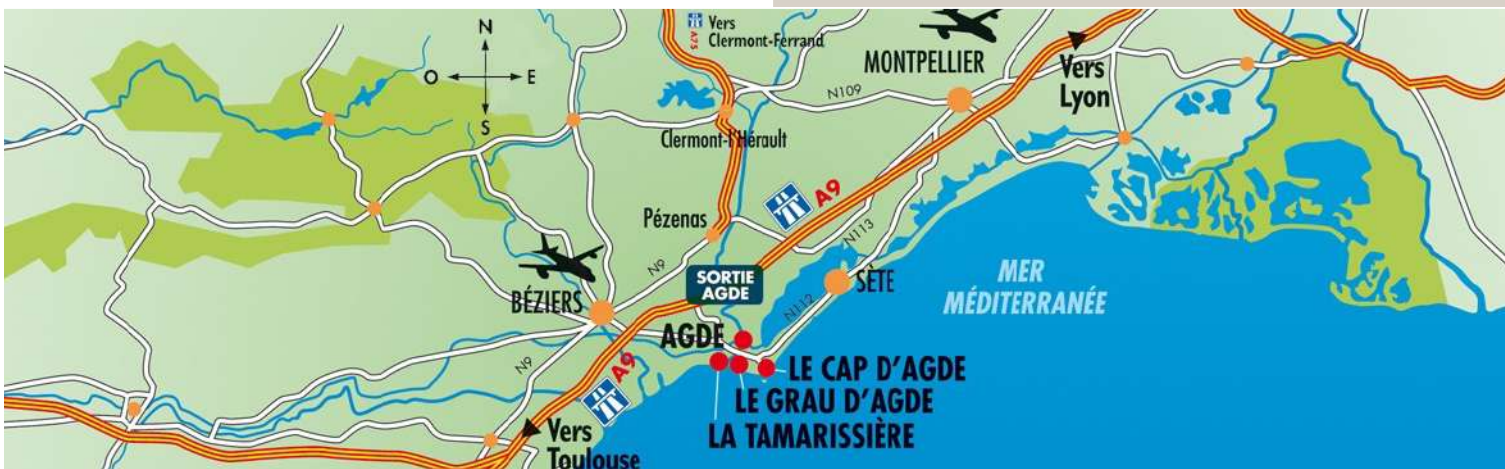 Vers
Clermont-Ferrand
A75
N
O
E
S
MONTPELLIER
Vers
Lyon
N109
Clermont-l'Hérault
A9
Pézenas
N113
N9
SORTIE
AGDE
SÈTE
MER
MÉDITERRANÉE
BÉZIERS
N112
AGDE
N9
A9
LE CAP D'AGDE
LE GRAU D'AGDE
LA TAMARISSIÈRE
Vers
Toulouse